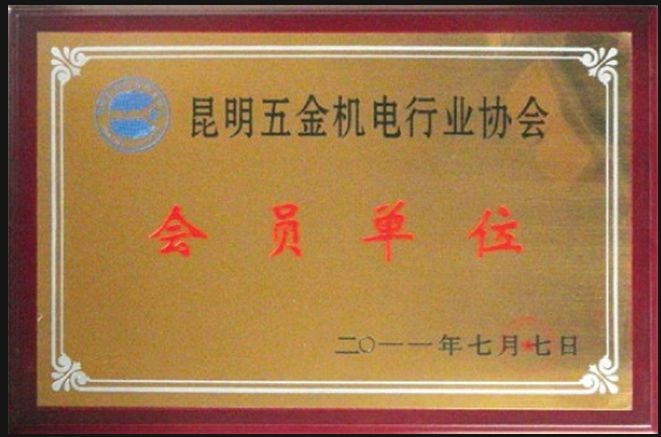 昆明五金机电行业协会
会员单位
二〇一一年七月七日